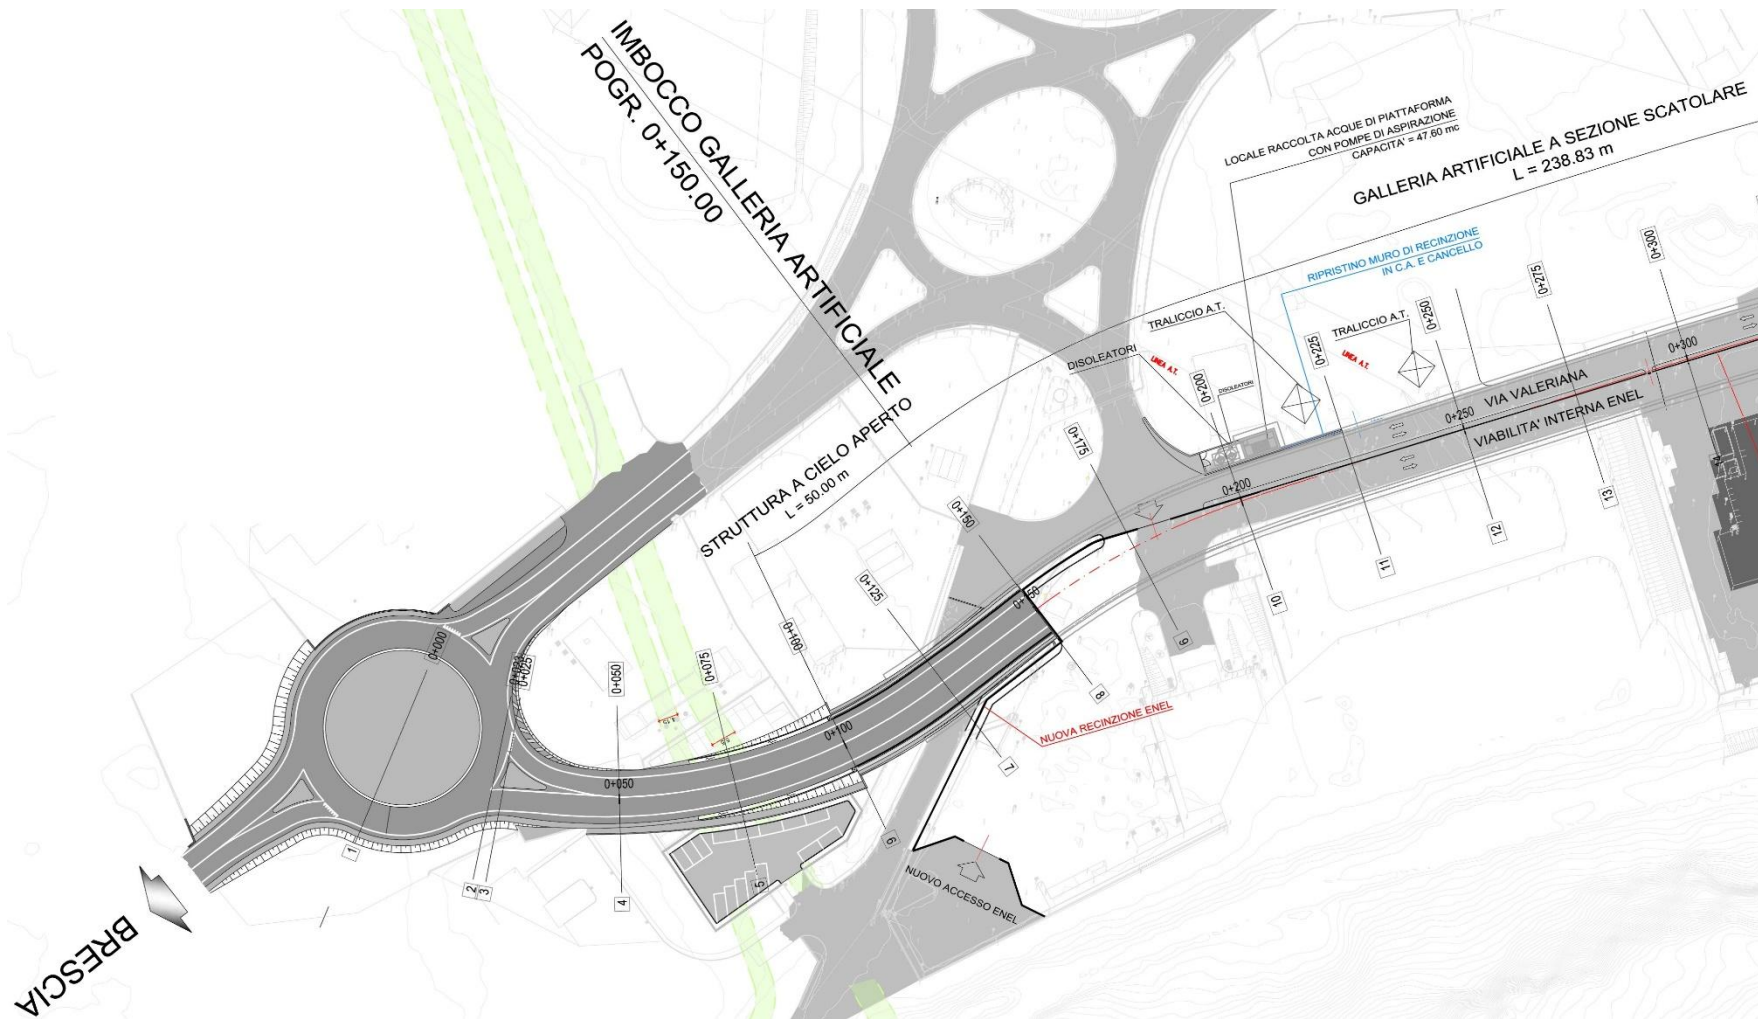 IMBOCCO GALLERIA ARTIFICIALE
POGR. 0+150.00
LOCALE RACCOLTA ACQUE DI PIATTAFORMA
CON POMPE DI ASPIRAZIONE
CAPACITA' = 47.60 mc
GALLERIA ARTIFICIALE A SEZIONE SCATOLARE
L = 238.83 m
RIPRISTINO MURO DI RECINZIONE
IN C.A. E CANCELLO
TRALICCIO A.T.
TRALICCIO A.T.
DISOLEATORI
LINEA A.T.
DISOLEATORI
LINEA A.T.
0+200
0+225
0+250
0+275
0+300
STRUTTURA A CIELO APERTO
L = 50.00 m
0+175
0+150
0+125
0+100
0+075
0+050
0+025
0+000
VIA VALERIANA
VIABILITA' INTERNA ENEL
0+300
0+250
0+200
0+100
0+050
NUOVA RECINZIONE ENEL
NUOVO ACCESSO ENEL
1
2
3
4
5
6
7
8
9
10
11
12
13
BRESCIA